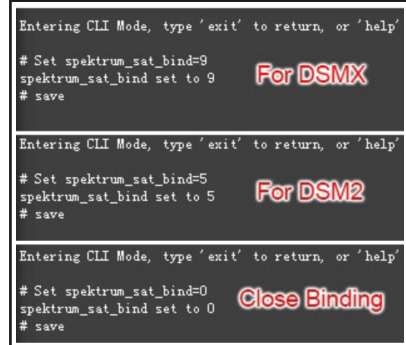 Entering CLI Mode, type 'exit' to return, or 'help'
# Set spektrum_sat_bind=9
spektrum_sat_bind set to 9
# save
For DSMX
Entering CLI Mode, type 'exit' to return, or 'help'
# Set spektrum_sat_bind=5
spektrum_sat_bind set to 5
# save
For DSM2
Entering CLI Mode, type 'exit' to return, or 'help'
# Set spektrum_sat_bind=0
spektrum_sat_bind set to 0
# save
Close Binding